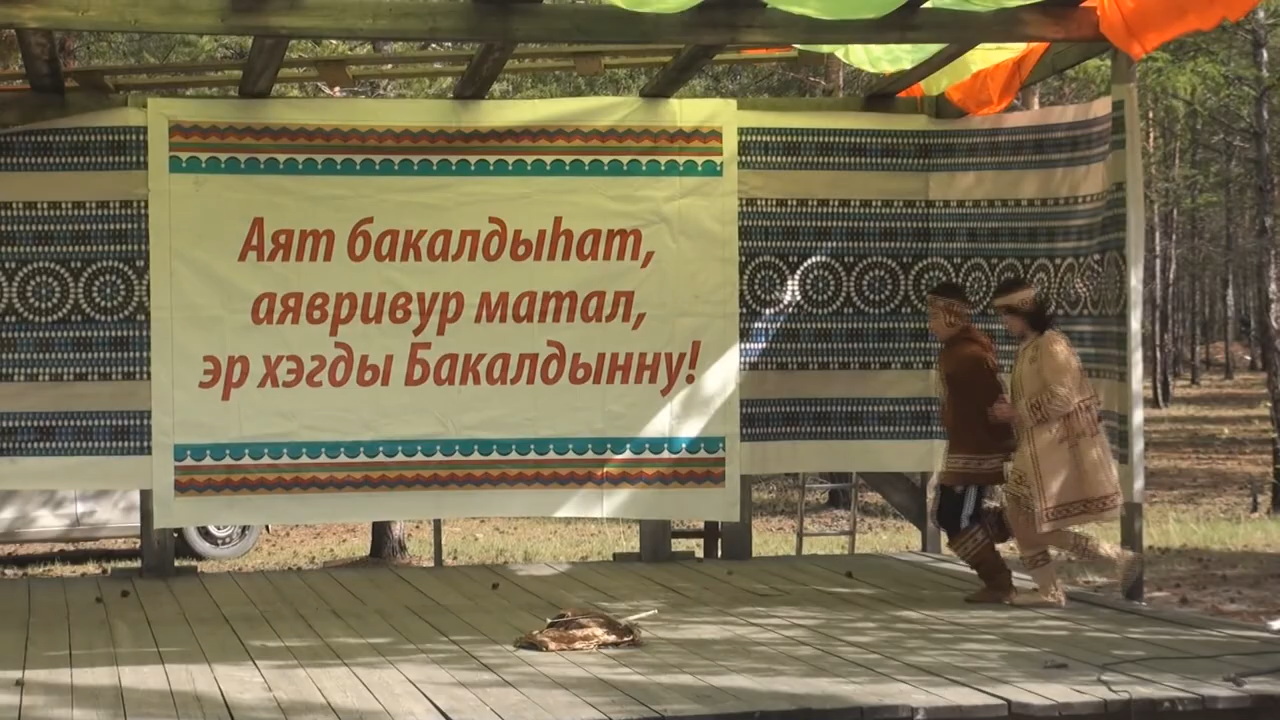 Аят бакалдыһат,
аявривур матал,
эр хэгды Бакалдынну!